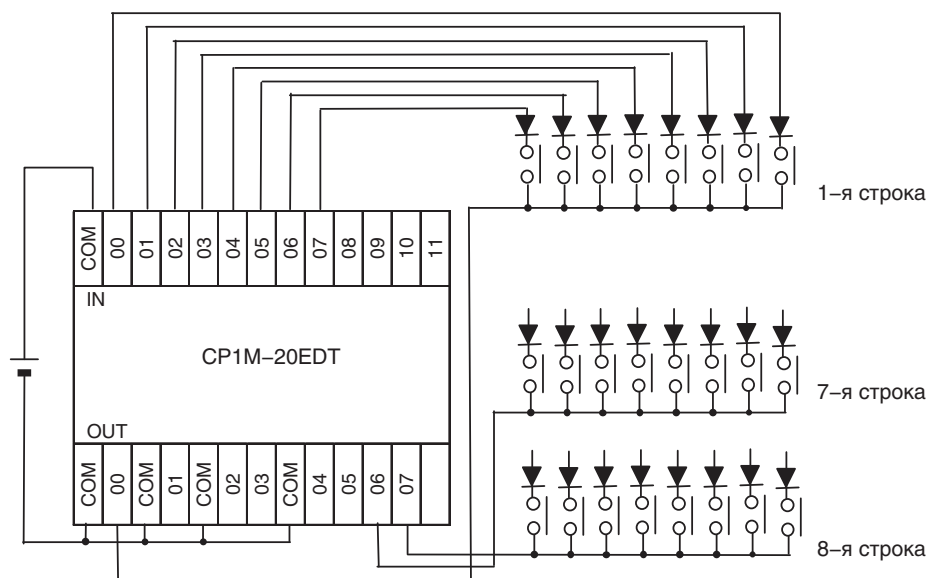 1–я строка
COM 00 01 02 03 04 05 06 07 08 09 10 11
IN
CP1M–20EDT
7–я строка
OUT
COM 00 COM 01 COM 02 03 COM 04 05 06 07
8–я строка